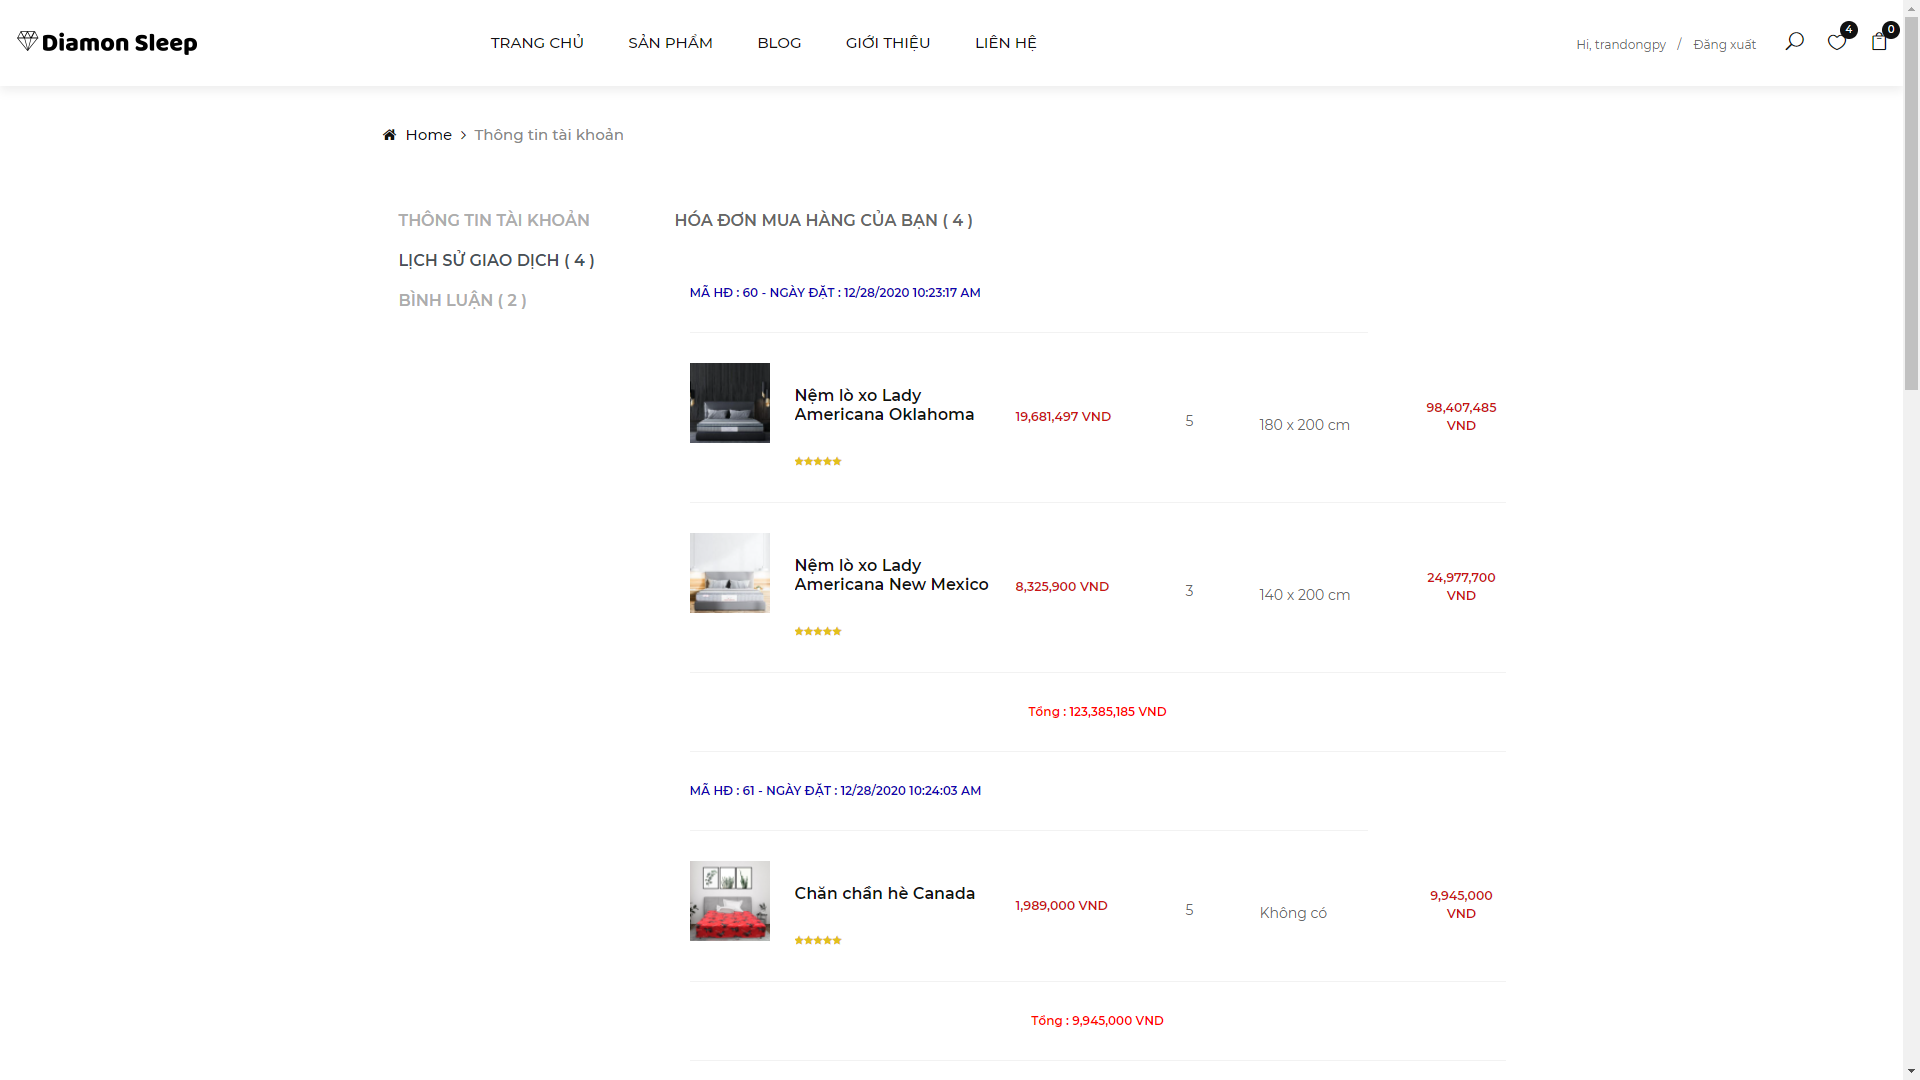 Diamon Sleep
TRANG CHỦ
SẢN PHẨM
BLOG
GIỚI THIỆU
LIÊN HỆ
Hi, trandongpy / Đăng xuất
4
0
Home > Thông tin tài khoản
THÔNG TIN TÀI KHOẢN
LỊCH SỬ GIAO DỊCH ( 4 )
BÌNH LUẬN ( 2 )
HÓA ĐƠN MUA HÀNG CỦA BẠN ( 4 )
MÃ HĐ : 60 - NGÀY ĐẶT : 12/28/2020 10:23:17 AM
Nệm lò xo Lady
Americana Oklahoma
19,681,497 VND
5
180 x 200 cm
98,407,485
VND
Nệm lò xo Lady
Americana New Mexico
8,325,900 VND
3
140 x 200 cm
24,977,700
VND
Tổng : 123,385,185 VND
MÃ HĐ : 61 - NGÀY ĐẶT : 12/28/2020 10:24:03 AM
Chăn chần hè Canada
1,989,000 VND
5
Không có
9,945,000
VND
Tổng : 9,945,000 VND